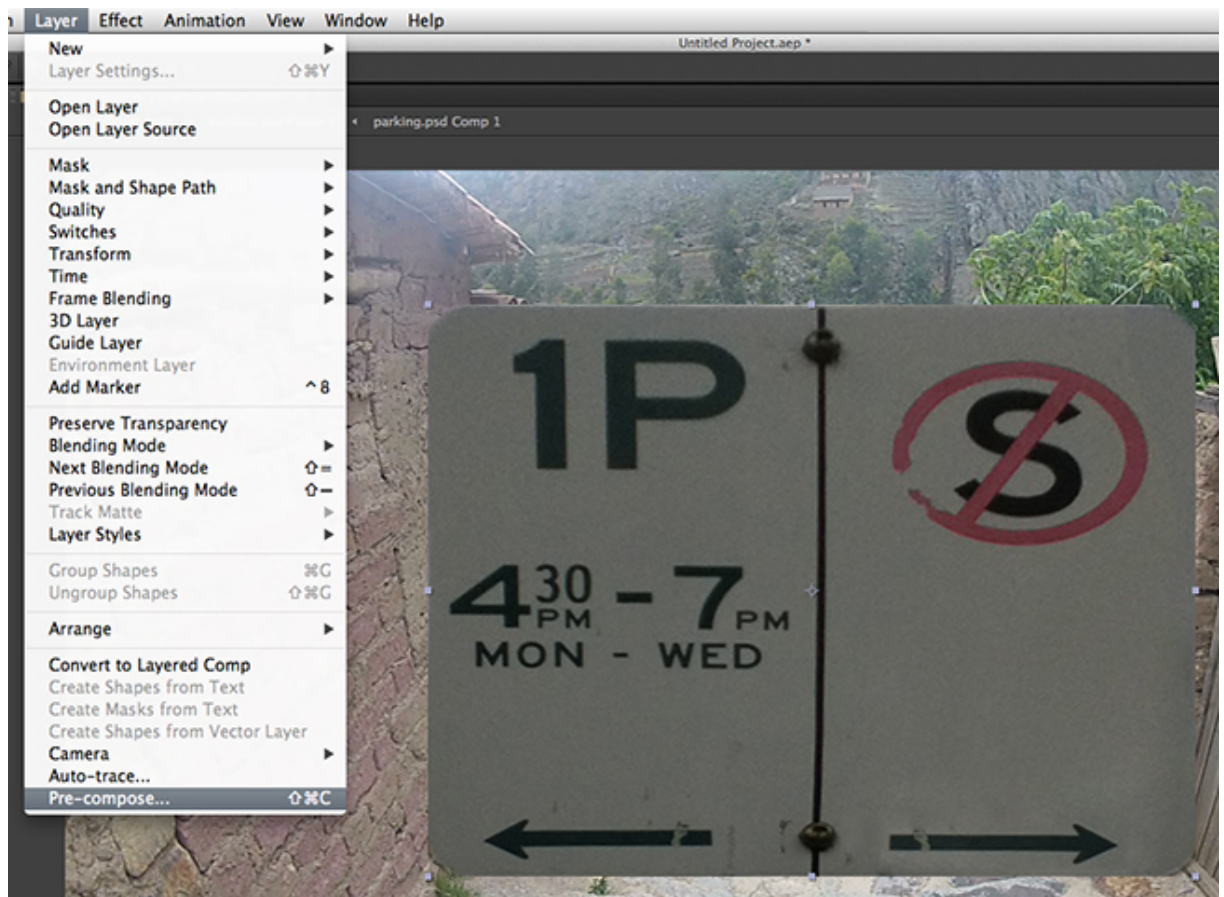 Layer Effect Animation View Window Help
Untitled Project.aep *
New
Layer Settings... ⇧⌘Y
Open Layer
Open Layer Source
parking.psd Comp 1
Mask
Mask and Shape Path
Quality
Switches
Transform
Time
Frame Blending
3D Layer
Guide Layer
Environment Layer
Add Marker ^8
Preserve Transparency
Blending Mode
Next Blending Mode ⇧=
Previous Blending Mode ⇧−
Track Matte
Layer Styles
Group Shapes ⌘G
Ungroup Shapes ⇧⌘G
Arrange
Convert to Layered Comp
Create Shapes from Text
Create Masks from Text
Create Shapes from Vector Layer
Camera
Auto-trace...
Pre-compose... ⇧⌘C
1P
S
4 30 PM - 7 PM
MON - WED